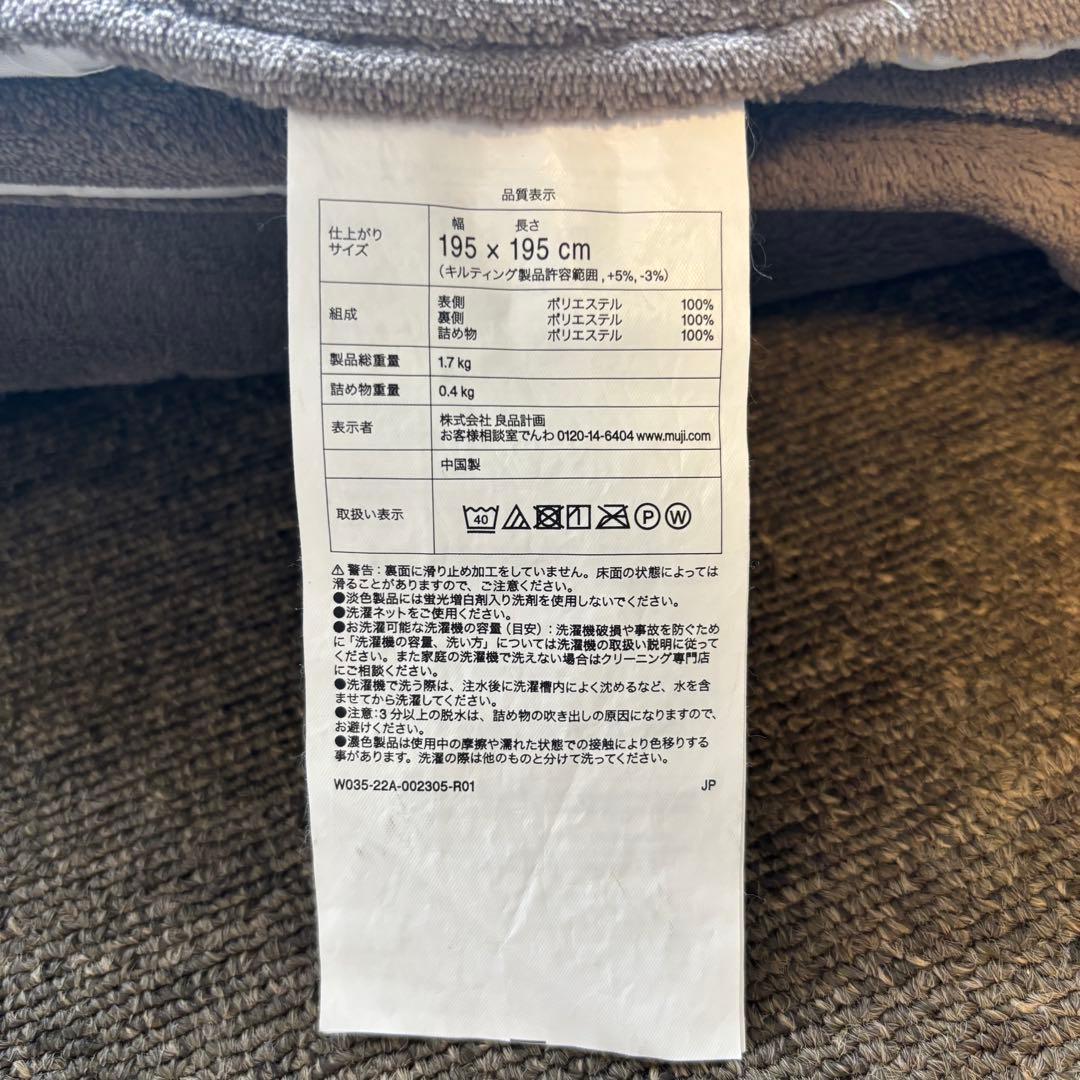 品質表示
仕上がりサイズ 幅 長さ
195 × 195 cm
（キルティング製品許容範囲,+5%,-3%）
組成 表側 ポリエステル 100%
裏側 ポリエステル 100%
詰め物 ポリエステル 100%
製品総重量 1.7 kg
詰め物重量 0.4 kg
表示者 株式会社 良品計画
お客様相談室でんわ 0120-14-6404 www.muji.com
中国製
取扱い表示 40 P W
⚠ 警告：裏面に滑り止め加工をしていません。床面の状態によっては
滑ることがありますので、ご注意ください。
●淡色製品には蛍光増白剤入り洗剤を使用しないでください。
●洗濯ネットをご使用ください。
●お洗濯可能な洗濯機の容量（目安）：洗濯機破損や事故を防ぐため
に「洗濯機の容量、洗い方」については洗濯機の取扱い説明に従って
ください。また家庭の洗濯機で洗えない場合はクリーニング専門店
にご相談ください。
●洗濯機で洗う際は、注水後に洗濯槽内によく沈めるなど、水を含
ませてから洗濯してください。
●注意：3分以上の脱水は、詰め物の吹き出しの原因になりますので、
お避けください。
●濃色製品は使用中の摩擦や濡れた状態での接触により色移りする
事があります。洗濯の際は他のものと分けて洗ってください。
W035-22A-002305-R01 JP